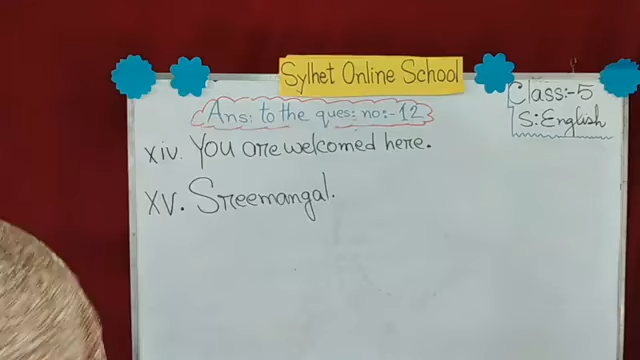 Sylhet Online School
Class:-5
S:English
Ans: to the ques: no:-12
xiv. You are welcomed here.
xv. Sreemangal.